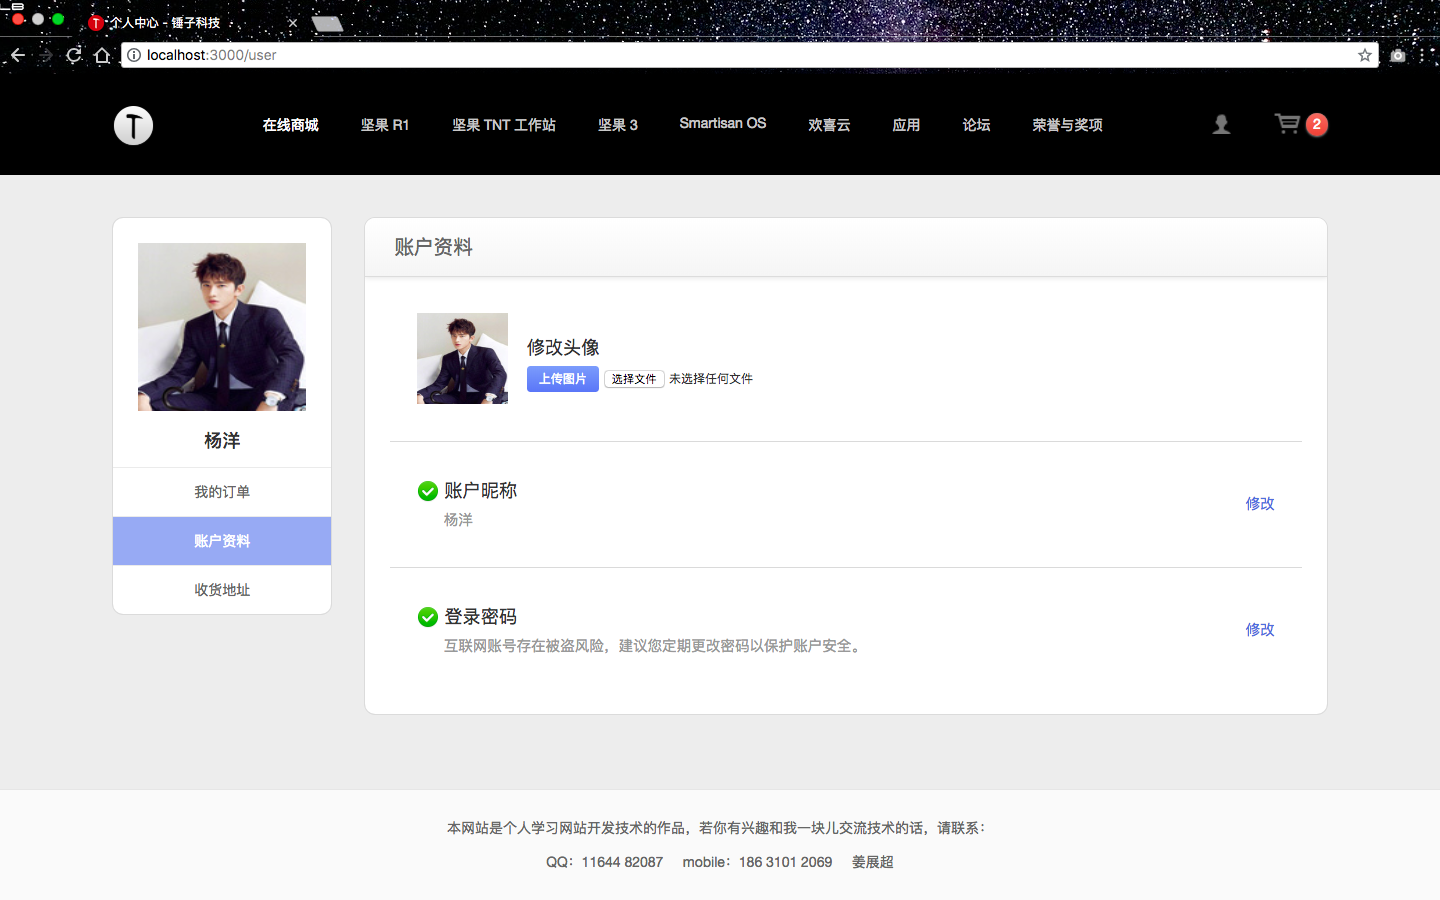 个人中心 - 锤子科技
localhost:3000/user
在线商城 坚果 R1 坚果 TNT 工作站 坚果 3 Smartisan OS 欢喜云 应用 论坛 荣誉与奖项 2
杨洋
我的订单
账户资料
收货地址
账户资料
修改头像
上传图片 选择文件 未选择任何文件
账户昵称
杨洋
修改
登录密码
互联网账号存在被盗风险，建议您定期更改密码以保护账户安全。
修改
本网站是个人学习网站开发技术的作品，若你有兴趣和我一块儿交流技术的话，请联系：
QQ：11644 82087 mobile：186 3101 2069 姜展超